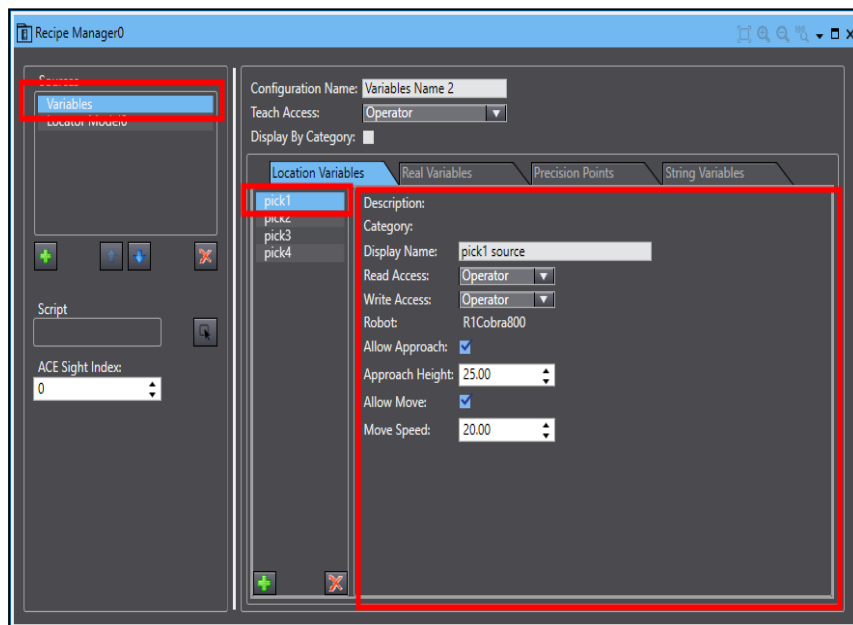 Recipe Manager0
Sources
Variables
Locator Model0
Script
ACE Sight Index:
0
Configuration Name: Variables Name 2
Teach Access: Operator
Display By Category:
Location Variables Real Variables Precision Points String Variables
pick1
pick2
pick3
pick4
Description:
Category:
Display Name: pick1 source
Read Access: Operator
Write Access: Operator
Robot: R1Cobra800
Allow Approach:
Approach Height: 25.00
Allow Move:
Move Speed: 20.00